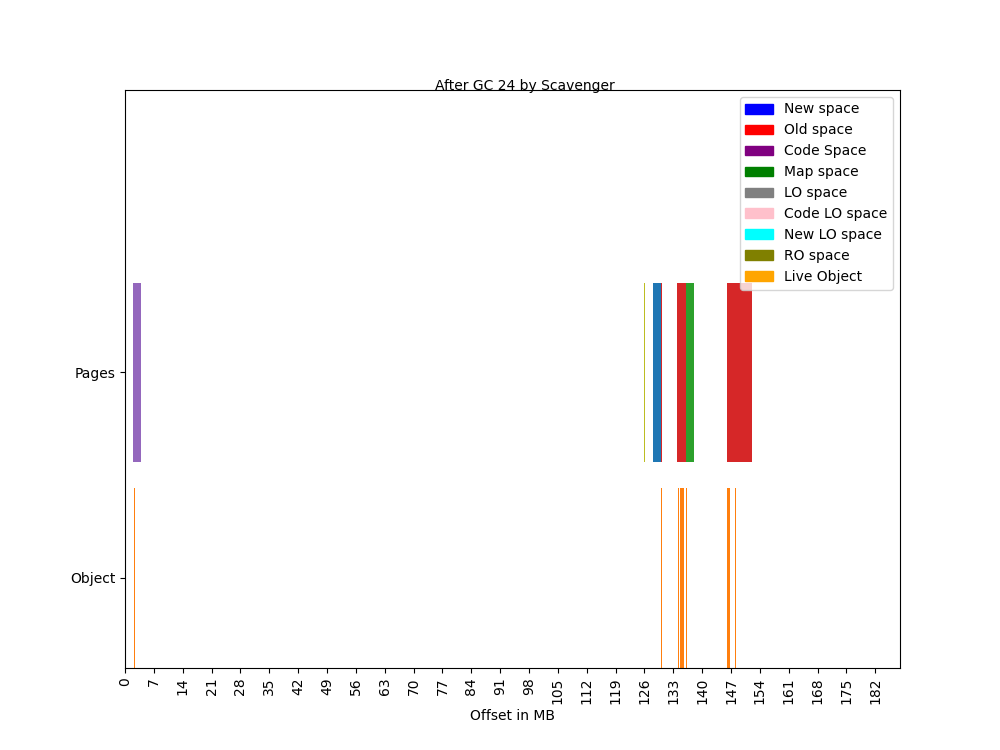 After GC 24 by Scavenger
New space
Old space
Code Space
Map space
LO space
Code LO space
New LO space
RO space
Live Object
Pages
Object
0 7 14 21 28 35 42 49 56 63 70 77 84 91 98 105 112 119 126 133 140 147 154 161 168 175 182
Offset in MB